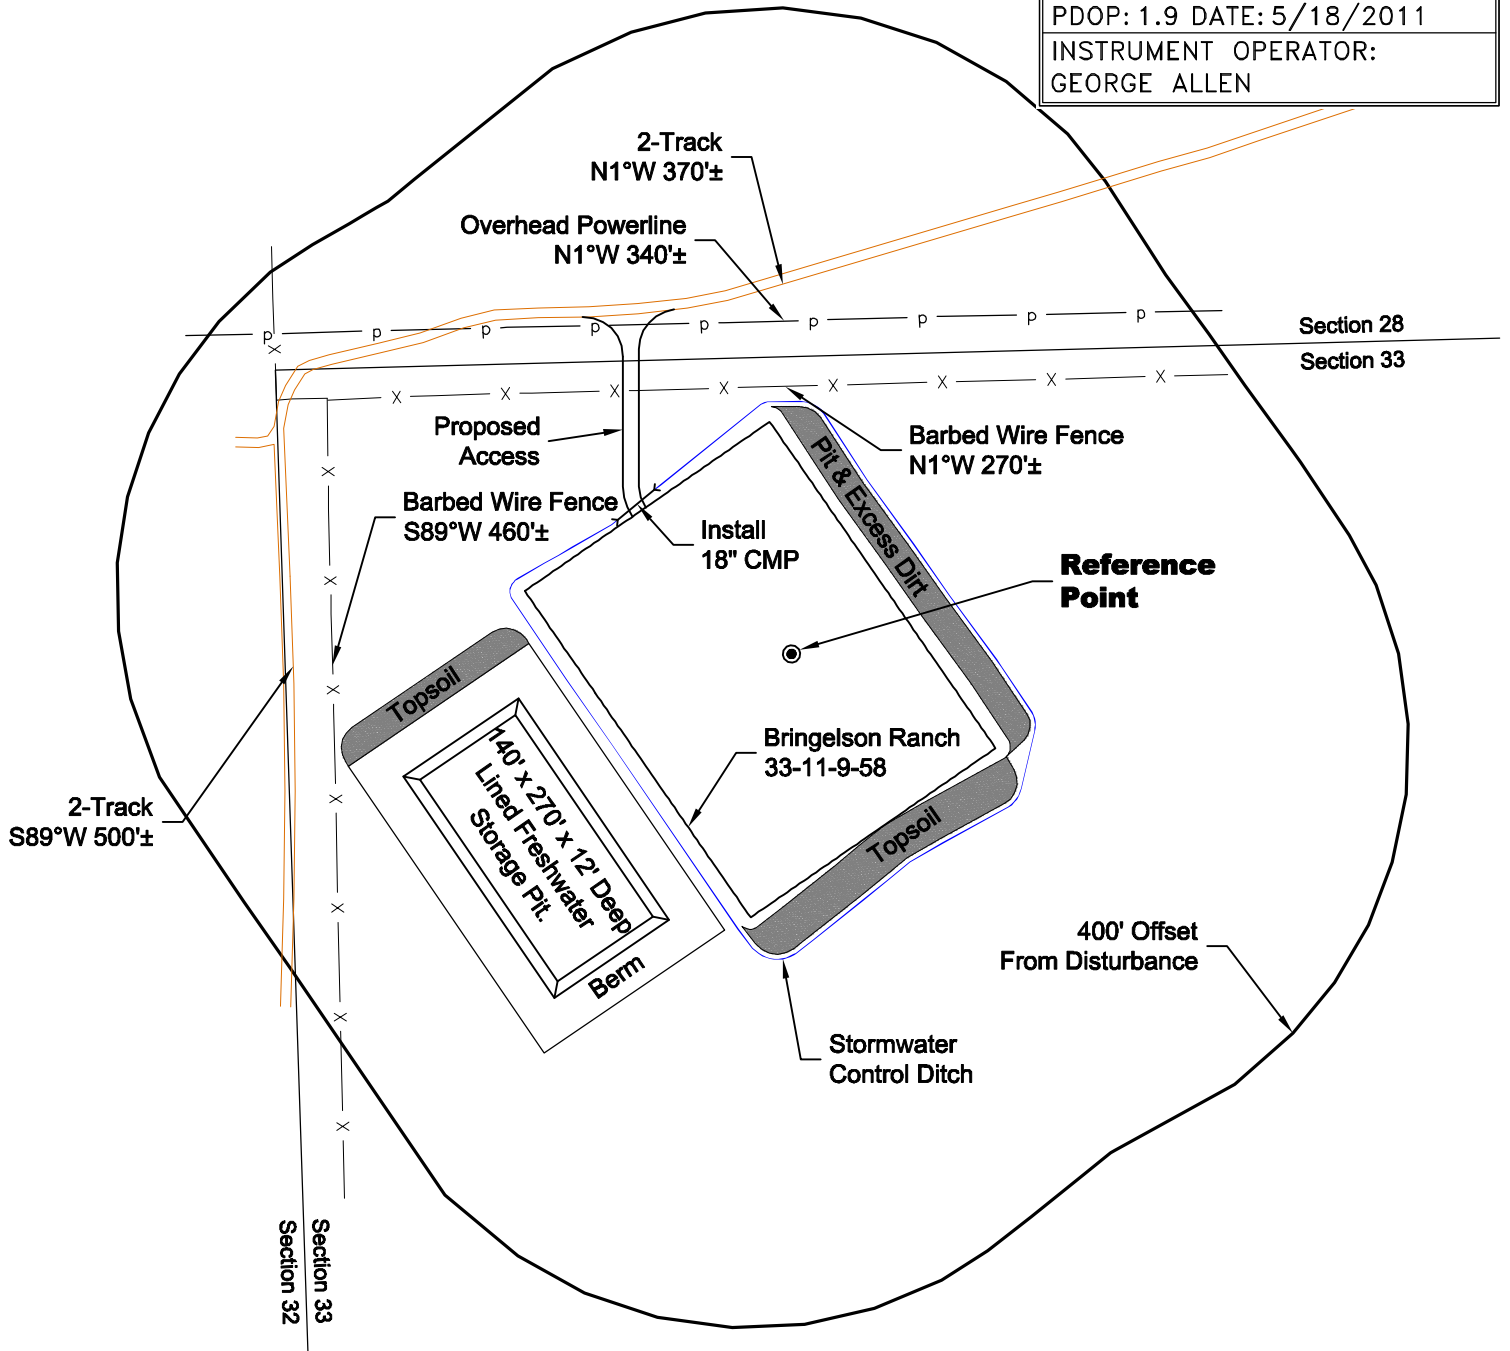 PDOP: 1.9 DATE: 5/18/2011
INSTRUMENT OPERATOR:
GEORGE ALLEN
2-Track
N1°W 370'±
Overhead Powerline
N1°W 340'±
p p p p p p p p p
Section 28
Section 33
X
X X X X X X X X
Proposed
Access
Barbed Wire Fence
N1°W 270'±
Pit & Excess Dirt
Barbed Wire Fence
S89°W 460'±
Install
18" CMP
Reference
Point
X
X
X
X
X
X
X
Topsoil
Bringelson Ranch
33-11-9-58
140' x 270' x 12' Deep
Lined Freshwater
Storage Pit.
Berm
2-Track
S89°W 500'±
Topsoil
400' Offset
From Disturbance
Stormwater
Control Ditch
Section 33
Section 32